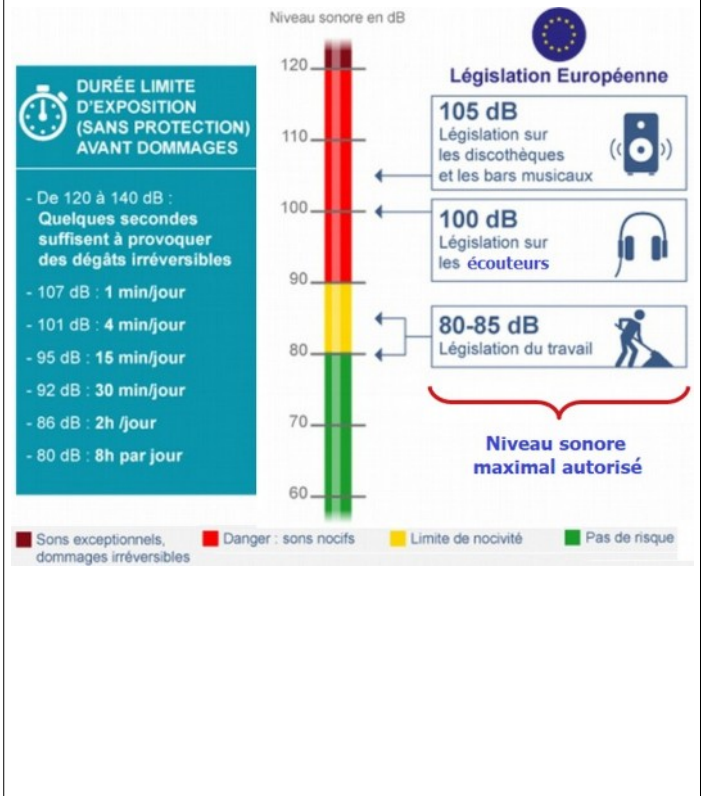 Niveau sonore en dB
DURÉE LIMITE
D'EXPOSITION
(SANS PROTECTION)
AVANT DOMMAGES
- De 120 à 140 dB :
Quelques secondes
suffisent à provoquer
des dégâts irréversibles
- 107 dB : 1 min/jour
- 101 dB : 4 min/jour
- 95 dB : 15 min/jour
- 92 dB : 30 min/jour
- 86 dB : 2h /jour
- 80 dB : 8h par jour
120
110
100
90
80
70
60
Législation Européenne
105 dB
Législation sur
les discothèques
et les bars musicaux
100 dB
Législation sur
les écouteurs
80-85 dB
Législation du travail
Niveau sonore
maximal autorisé
Sons exceptionnels,
dommages irréversibles
Danger : sons nocifs
Limite de nocivité
Pas de risque